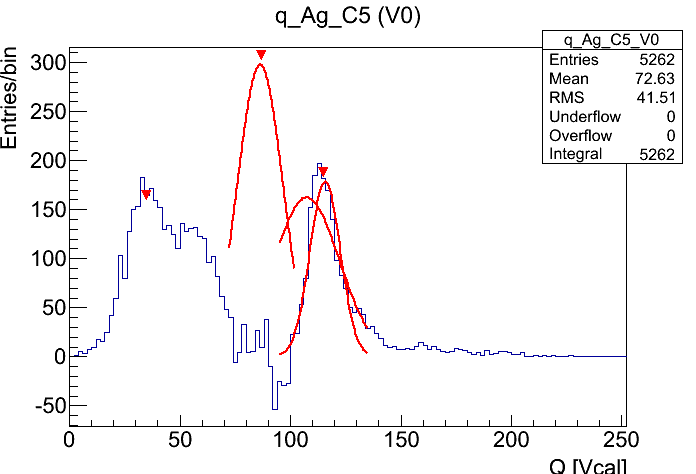 q_Ag_C5 (V0)
q_Ag_C5_V0
Entries 5262
Mean 72.63
RMS 41.51
Underflow 0
Overflow 0
Integral 5262
Entries/bin
300
250
200
150
100
50
0
-50
0 50 100 150 200 250
Q [Vcal]